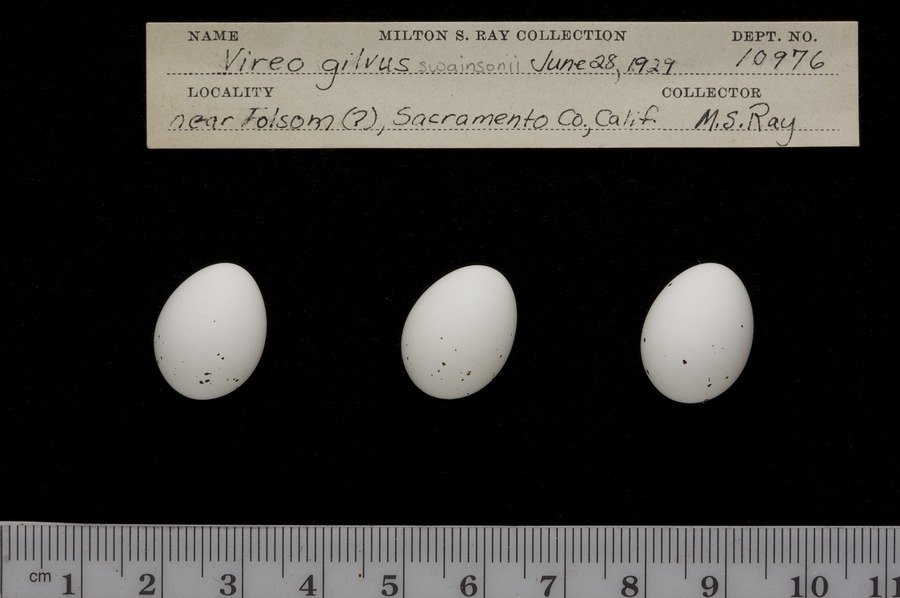 NAME MILTON S. RAY COLLECTION DEPT. NO.
Vireo gilvus swainsonii June 28, 1929 10976
LOCALITY COLLECTOR
near Folsom (?), Sacramento Co., Calif. M.S. Ray
cm 1 2 3 4 5 6 7 8 9 10 11